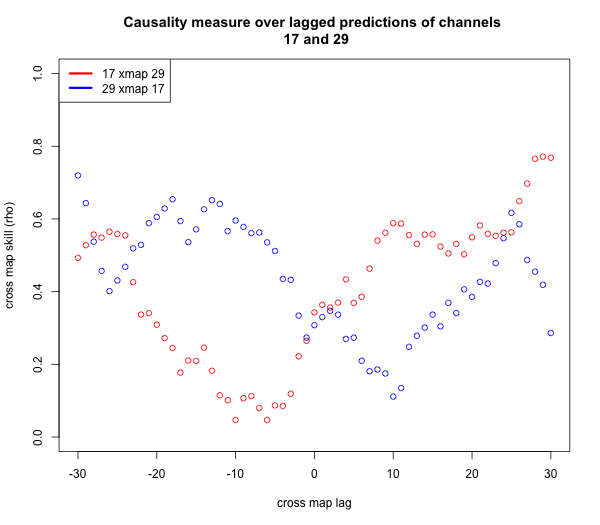 Causality measure over lagged predictions of channels
17 and 29
17 xmap 29
29 xmap 17
cross map skill (rho)
1.0
0.8
0.6
0.4
0.2
0.0
-30 -20 -10 0 10 20 30
cross map lag